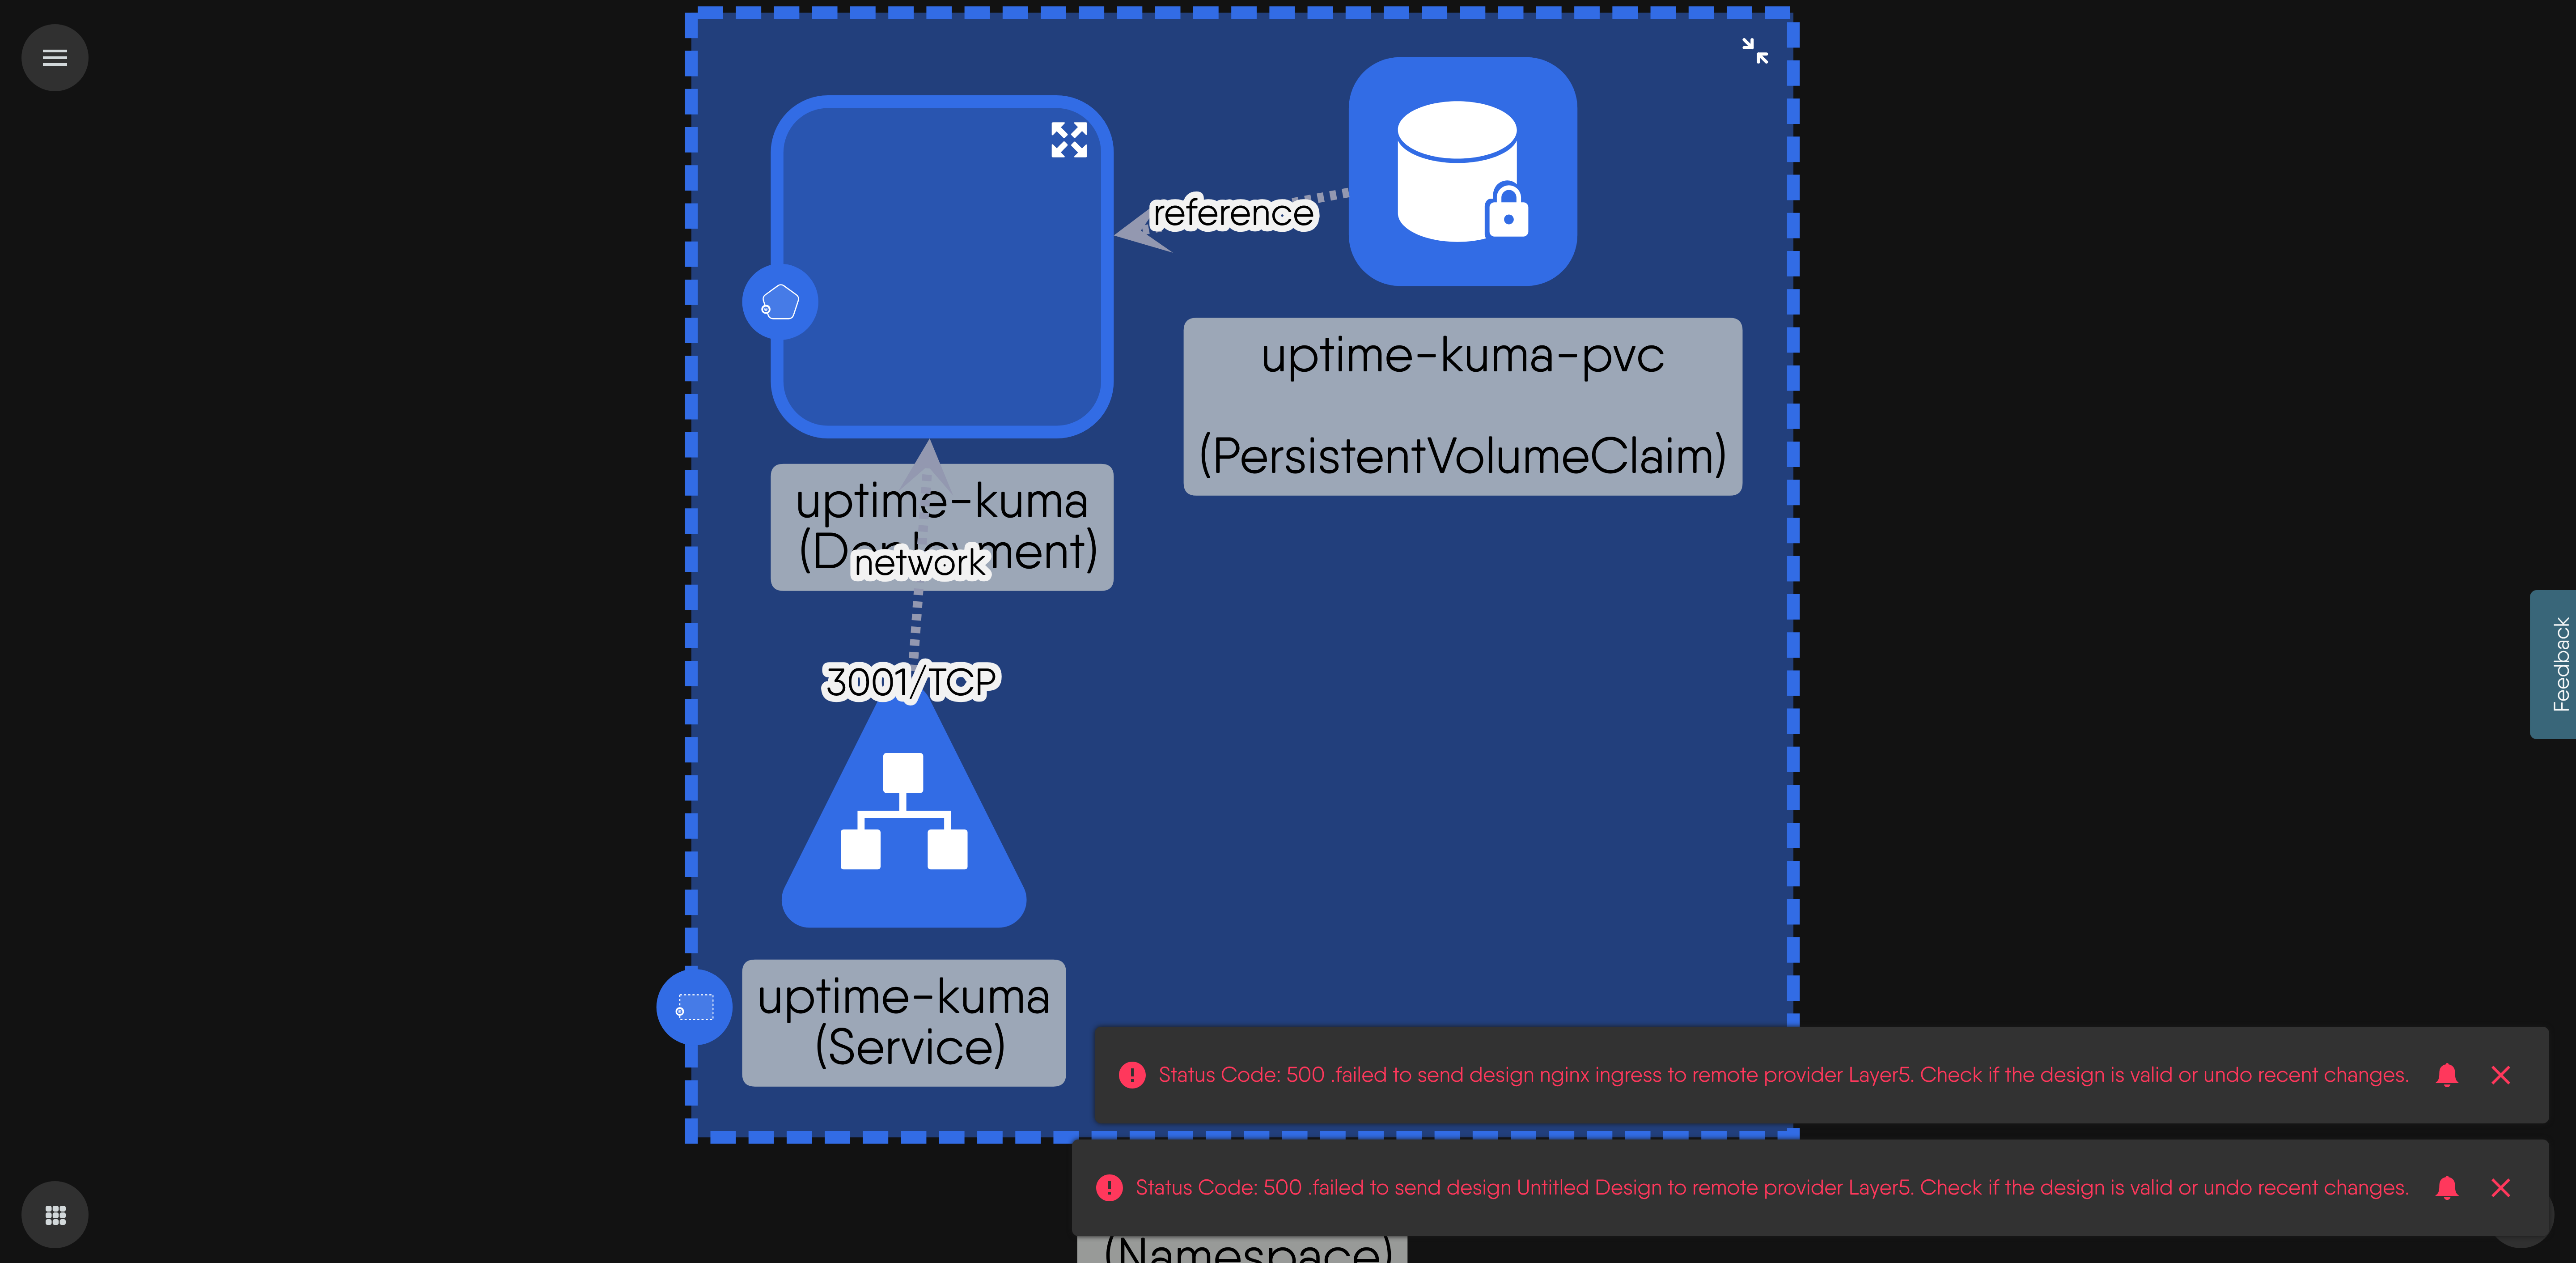 reference
uptime-kuma-pvc
(PersistentVolumeClaim)
uptime-kuma
(Deployment)
network
3001/TCP
uptime-kuma
(Service)
Feedback
Status Code: 500 .failed to send design nginx ingress to remote provider Layer5. Check if the design is valid or undo recent changes.
Status Code: 500 .failed to send design Untitled Design to remote provider Layer5. Check if the design is valid or undo recent changes.
(Namespace)